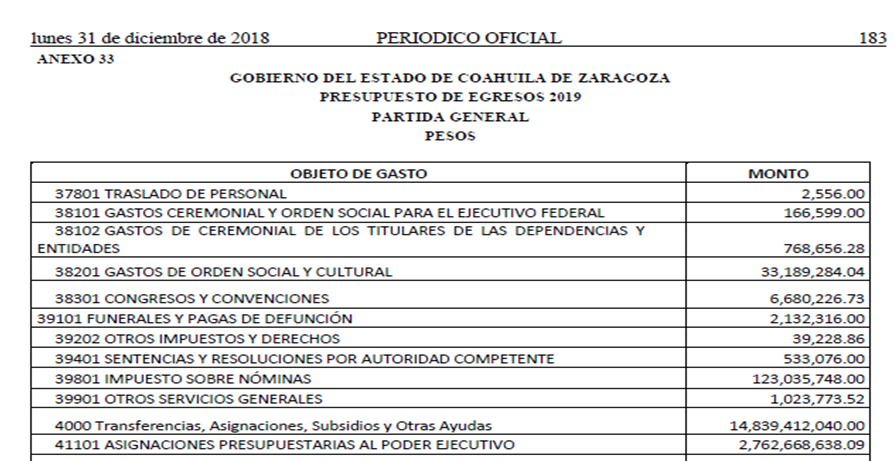 lunes 31 de diciembre de 2018 PERIODICO OFICIAL 183
ANEXO 33
GOBIERNO DEL ESTADO DE COAHUILA DE ZARAGOZA
PRESUPUESTO DE EGRESOS 2019
PARTIDA GENERAL
PESOS
OBJETO DE GASTO MONTO
37801 TRASLADO DE PERSONAL 2,556.00
38101 GASTOS CEREMONIAL Y ORDEN SOCIAL PARA EL EJECUTIVO FEDERAL 166,599.00
38102 GASTOS DE CEREMONIAL DE LOS TITULARES DE LAS DEPENDENCIAS Y
ENTIDADES 768,656.28
38201 GASTOS DE ORDEN SOCIAL Y CULTURAL 33,189,284.04
38301 CONGRESOS Y CONVENCIONES 6,680,226.73
39101 FUNERALES Y PAGAS DE DEFUNCIÓN 2,132,316.00
39202 OTROS IMPUESTOS Y DERECHOS 39,228.86
39401 SENTENCIAS Y RESOLUCIONES POR AUTORIDAD COMPETENTE 533,076.00
39801 IMPUESTO SOBRE NÓMINAS 123,035,748.00
39901 OTROS SERVICIOS GENERALES 1,023,773.52
4000 Transferencias, Asignaciones, Subsidios y Otras Ayudas 14,839,412,040.00
41101 ASIGNACIONES PRESUPUESTARIAS AL PODER EJECUTIVO 2,762,668,638.09